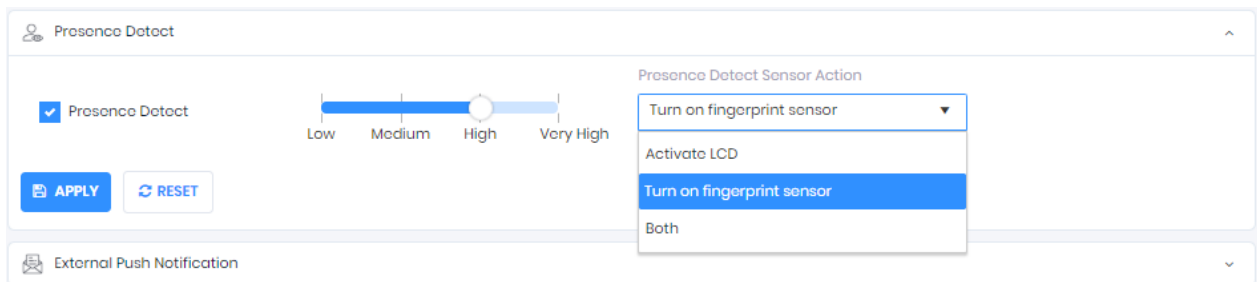 Presence Detect
Presence Detect Sensor Action
Presence Detect
Turn on fingerprint sensor
Low Medium High Very High
Activate LCD
Turn on fingerprint sensor
Both
APPLY RESET
External Push Notification